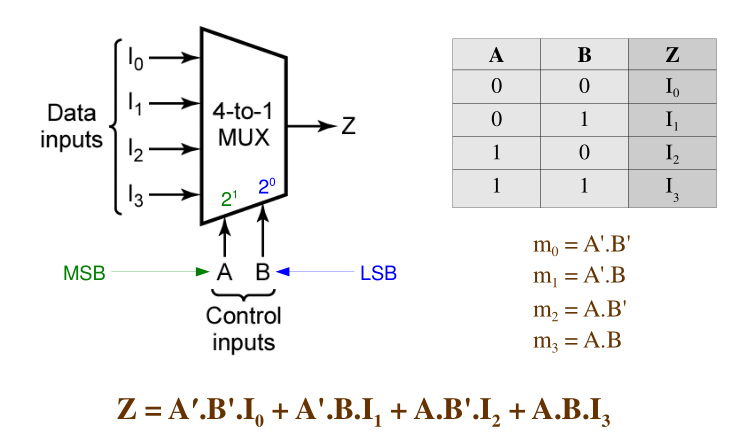 I₀
I₁
Data inputs
I₂
I₃
4-to-1
MUX
2¹ 2⁰
Z
MSB
A B
LSB
Control
inputs
A B Z
0 0 I₀
0 1 I₁
1 0 I₂
1 1 I₃
m₀ = A'.B'
m₁ = A'.B
m₂ = A.B'
m₃ = A.B
Z = A′.B'.I₀ + A'.B.I₁ + A.B'.I₂ + A.B.I₃